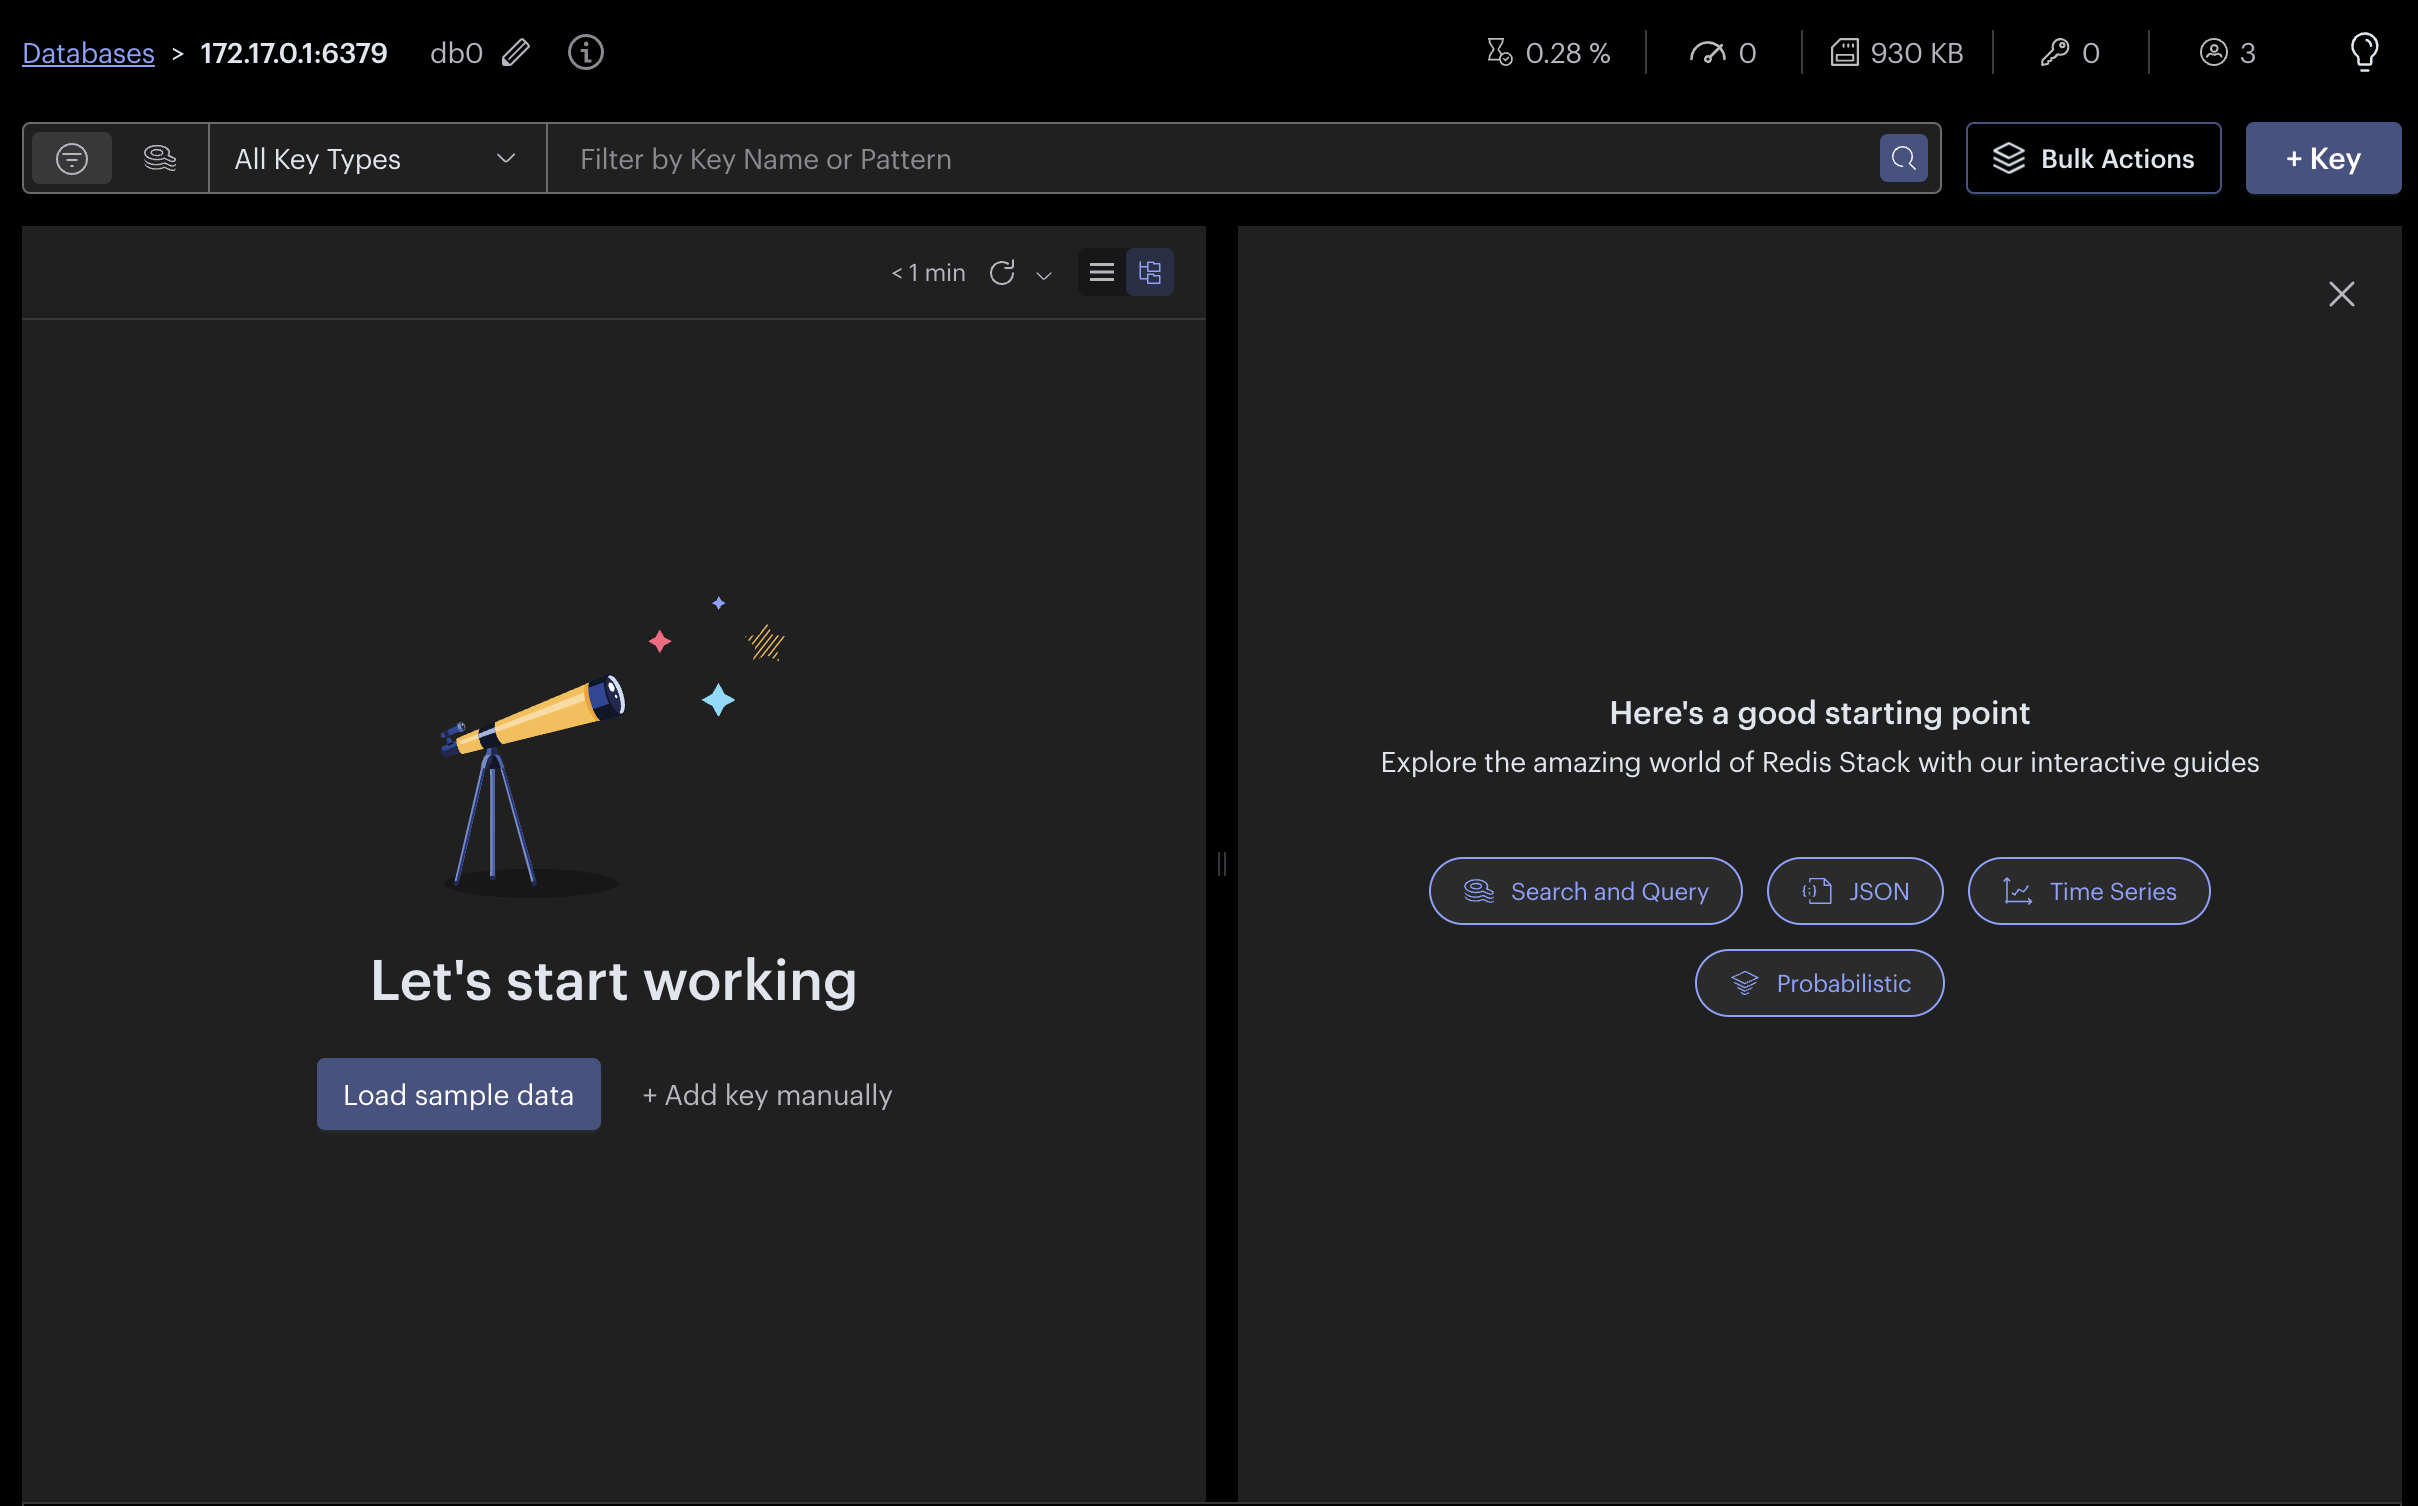 Databases > 172.17.0.1:6379 db0 0.28 % 0 930 KB 0 3
All Key Types Filter by Key Name or Pattern Bulk Actions + Key
< 1 min
Here's a good starting point
Explore the amazing world of Redis Stack with our interactive guides
Search and Query JSON Time Series
Probabilistic
Let's start working
Load sample data + Add key manually